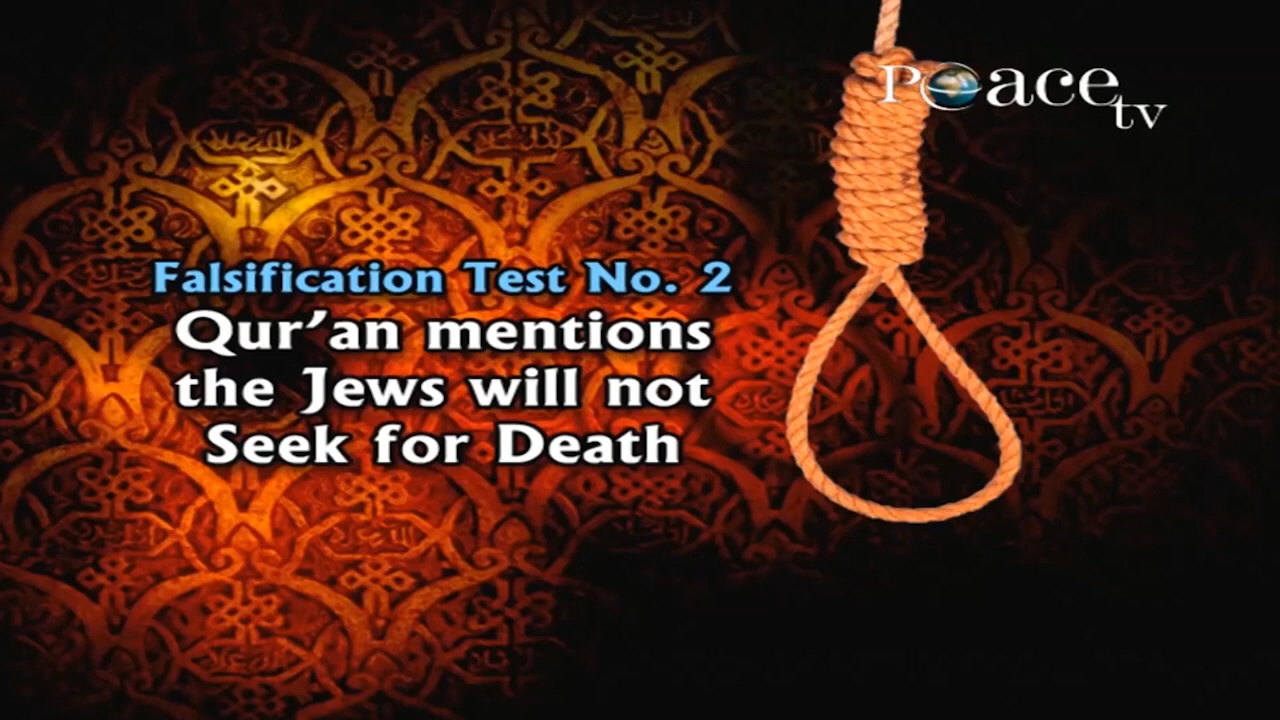 Peace
tv
Falsification Test No. 2
Qur’an mentions
the Jews will not
Seek for Death